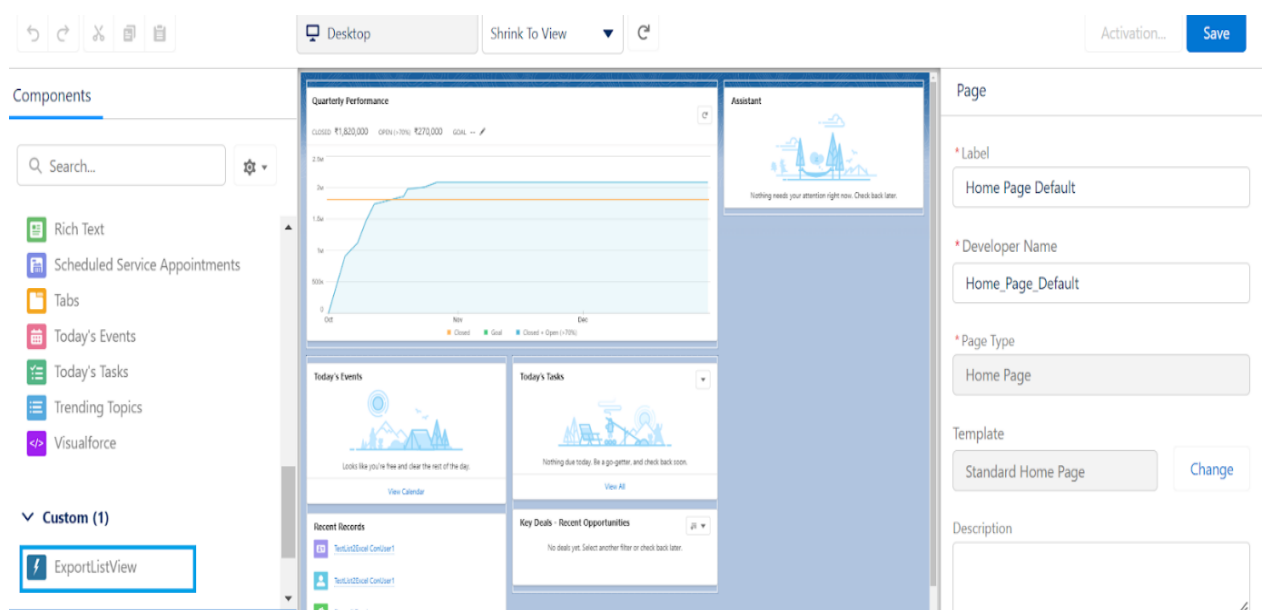 Desktop
Shrink To View
Activation...
Save
Components
Search...
Rich Text
Scheduled Service Appointments
Tabs
Today's Events
Today's Tasks
Trending Topics
Visualforce
Custom (1)
ExportListView
Quarterly Performance
CLOSED ₹1,820,000 OPEN (>70%) ₹270,000 GOAL --
2.5M
2M
1.5M
1M
500k
0
Oct Nov Dec
Closed Goal Closed + Open (>70%)
Assistant
Nothing needs your attention right now. Check back later.
Today's Events
Looks like you're free and clear the rest of the day.
View Calendar
Today's Tasks
Nothing due today. Be a go-getter, and check back soon.
View All
Recent Records
TestList2Excel ConUser1
TestList2Excel ConUser1
Key Deals - Recent Opportunities
No deals yet. Select another filter or check back later.
Page
* Label
Home Page Default
* Developer Name
Home_Page_Default
* Page Type
Home Page
Template
Standard Home Page
Change
Description